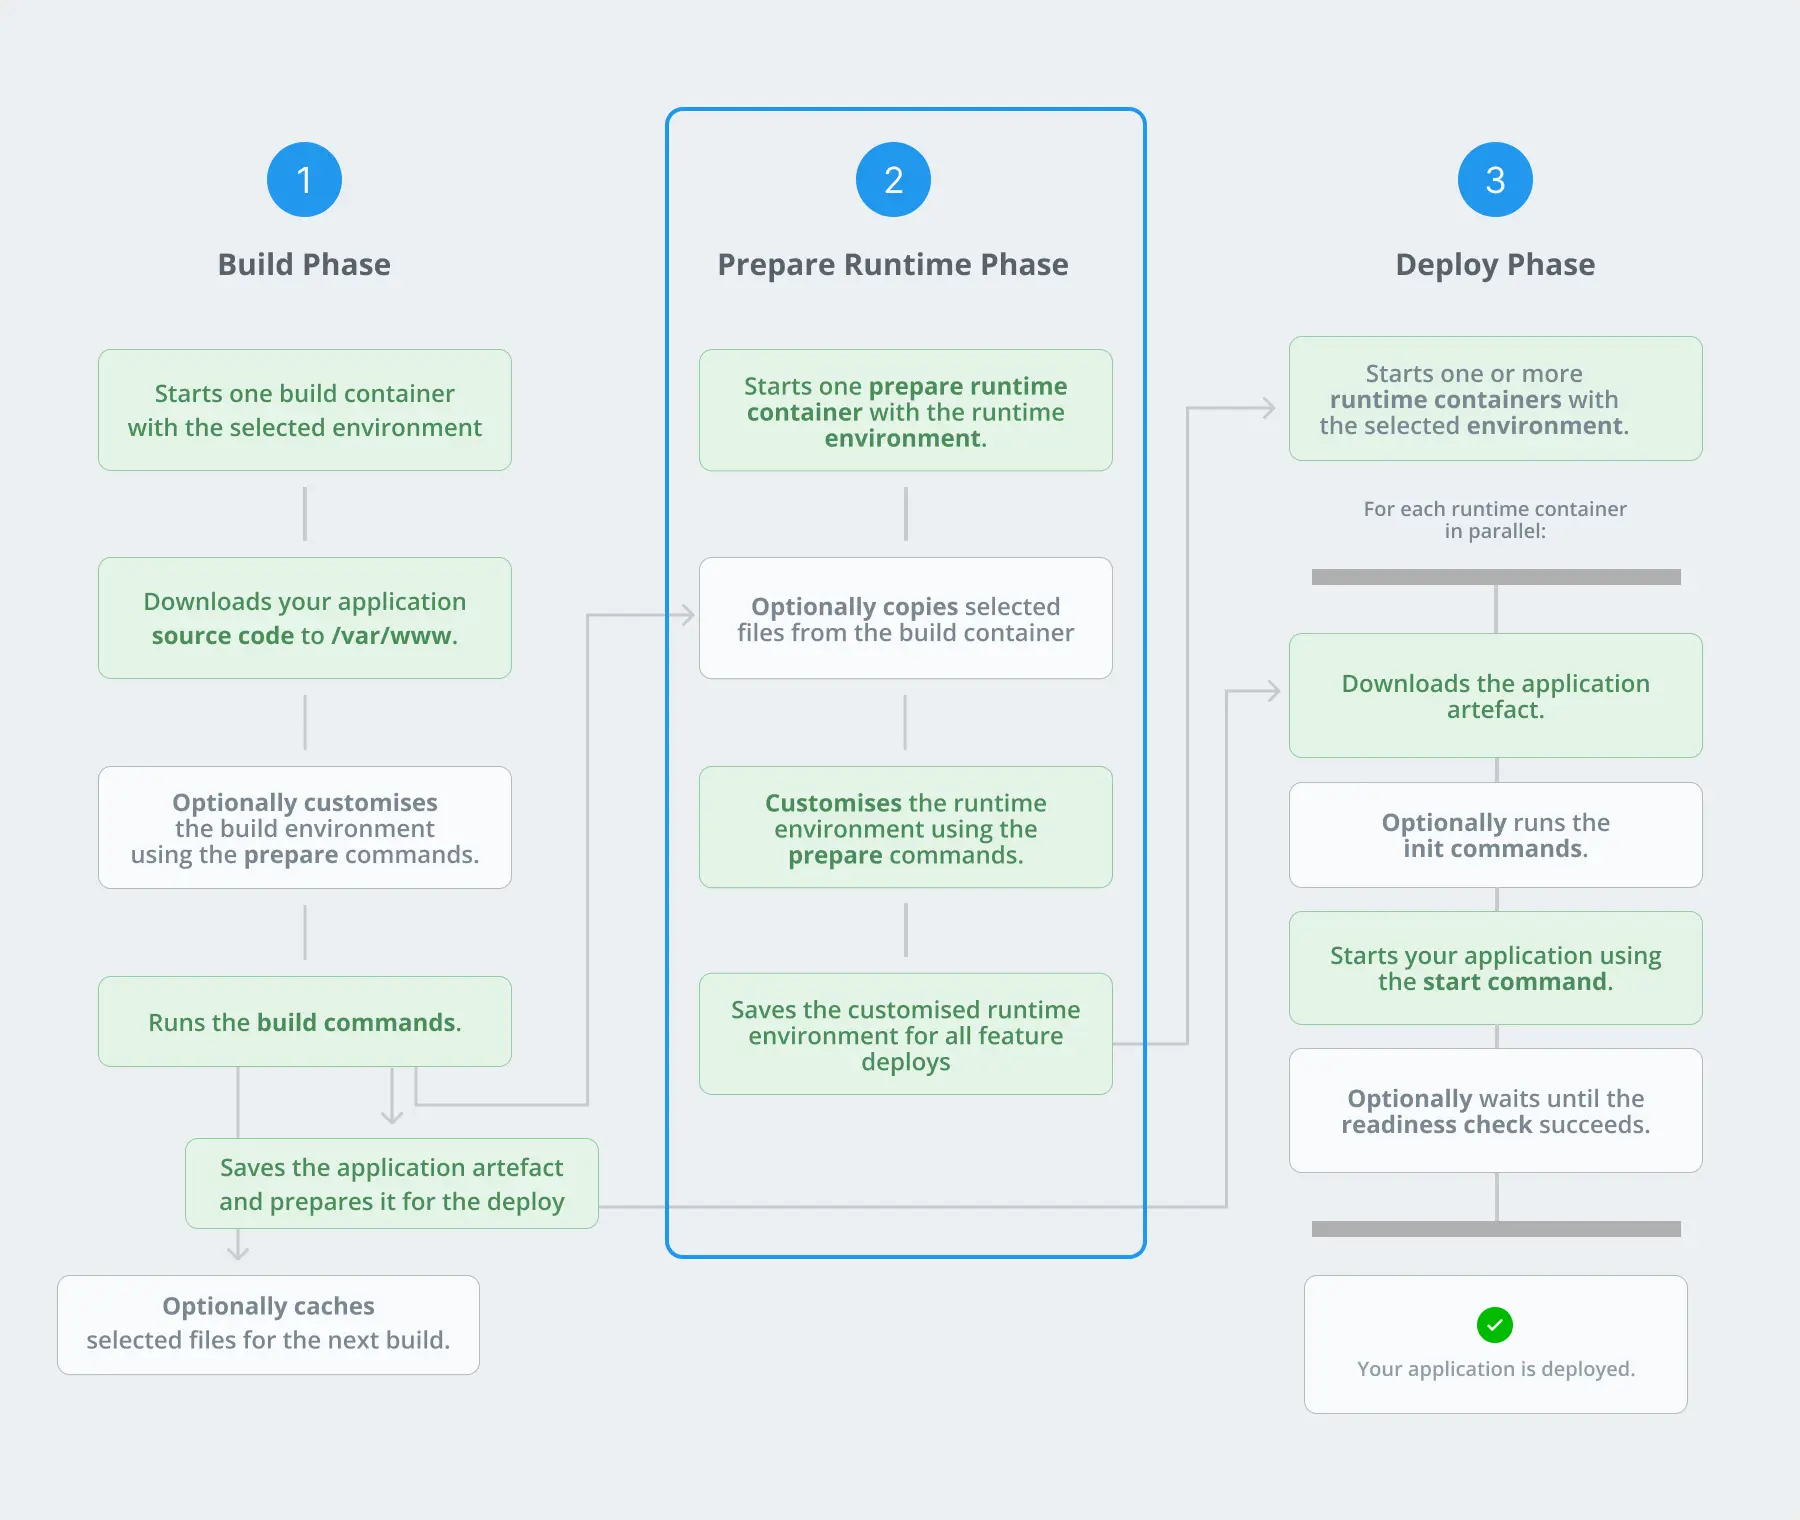 1
Build Phase
Starts one build container
with the selected environment
Downloads your application
source code to /var/www.
Optionally customises
the build environment
using the prepare commands.
Runs the build commands.
Saves the application artefact
and prepares it for the deploy
Optionally caches
selected files for the next build.
2
Prepare Runtime Phase
Starts one prepare runtime
container with the runtime
environment.
Optionally copies selected
files from the build container
Customises the runtime
environment using the
prepare commands.
Saves the customised runtime
environment for all feature
deploys
3
Deploy Phase
Starts one or more
runtime containers with
the selected environment.
For each runtime container
in parallel:
Downloads the application
artefact.
Optionally runs the
init commands.
Starts your application using
the start command.
Optionally waits until the
readiness check succeeds.
Your application is deployed.